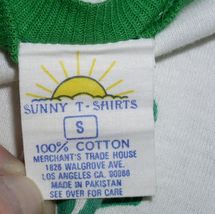 SUNNY T-SHIRTS
S
100% COTTON
MERCHANT'S TRADE HOUSE
1826 WALGROVE AVE.
LOS ANGELES CA. 90066
MADE IN PAKISTAN
SEE OVER FOR CARE